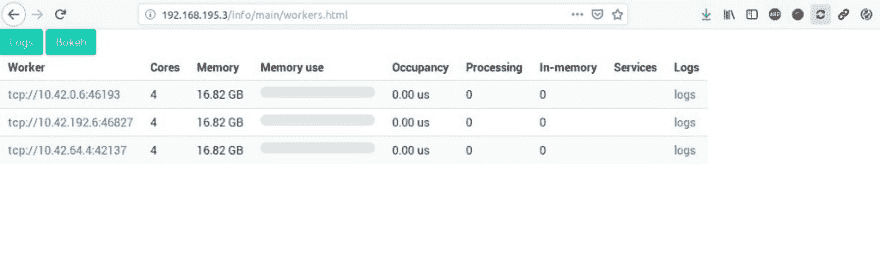 192.168.195.3/info/main/workers.html
Logs Bokeh
Worker Cores Memory Memory use Occupancy Processing In-memory Services Logs
tcp://10.42.0.6:46193 4 16.82 GB 0.00 us 0 0 logs
tcp://10.42.192.6:46827 4 16.82 GB 0.00 us 0 0 logs
tcp://10.42.64.4:42137 4 16.82 GB 0.00 us 0 0 logs